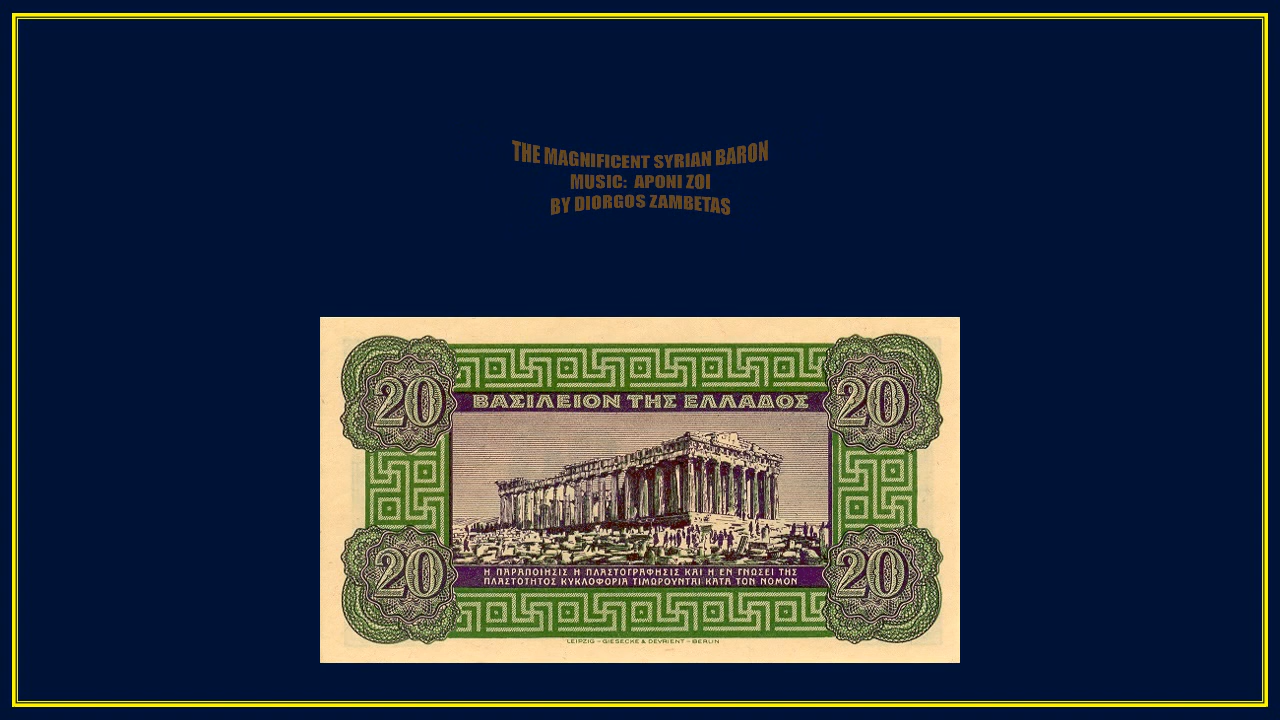 THE MAGNIFICENT SYRIAN BARON
MUSIC: APONI ZOI
BY DIORGOS ZAMBETAS
20 20
ΒΑΣΙΛΕΙΟΝ ΤΗΣ ΕΛΛΑΔΟΣ
Η ΠΑΡΑΠΟΙΗΣΙΣ Η ΠΛΑΣΤΟΓΡΑΦΗΣΙΣ ΚΑΙ Η ΕΝ ΓΝΩΣΕΙ ΤΗΣ
ΠΛΑΣΤΟΤΗΤΟΣ ΚΥΚΛΟΦΟΡΙΑ ΤΙΜΩΡΟΥΝΤΑΙ ΚΑΤΑ ΤΟΝ ΝΟΜΟΝ
20 20
LEIPZIG – GIESECKE & DEVRIENT – BERLIN